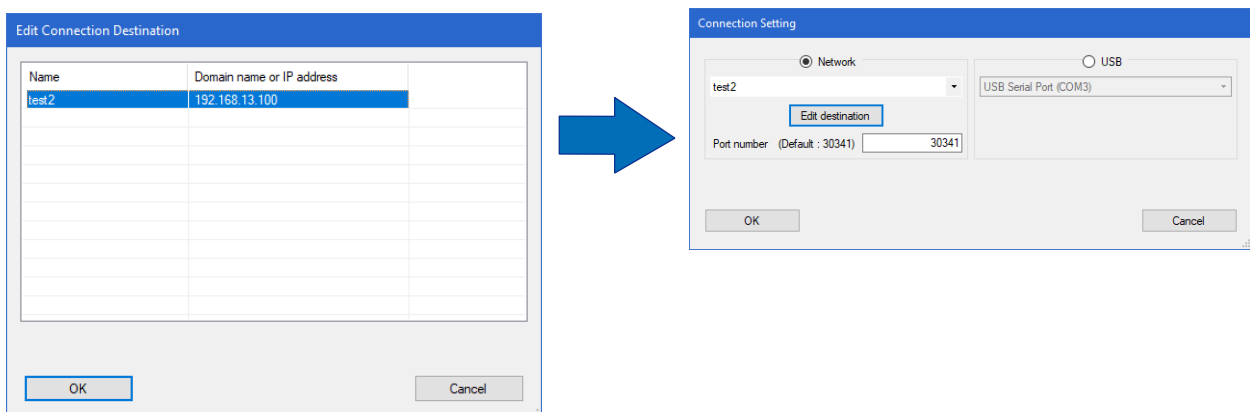 Edit Connection Destination
Name Domain name or IP address
test2 192.168.13.100
OK Cancel
Connection Setting
Network USB
test2 USB Serial Port (COM3)
Edit destination
Port number (Default : 30341) 30341
OK Cancel